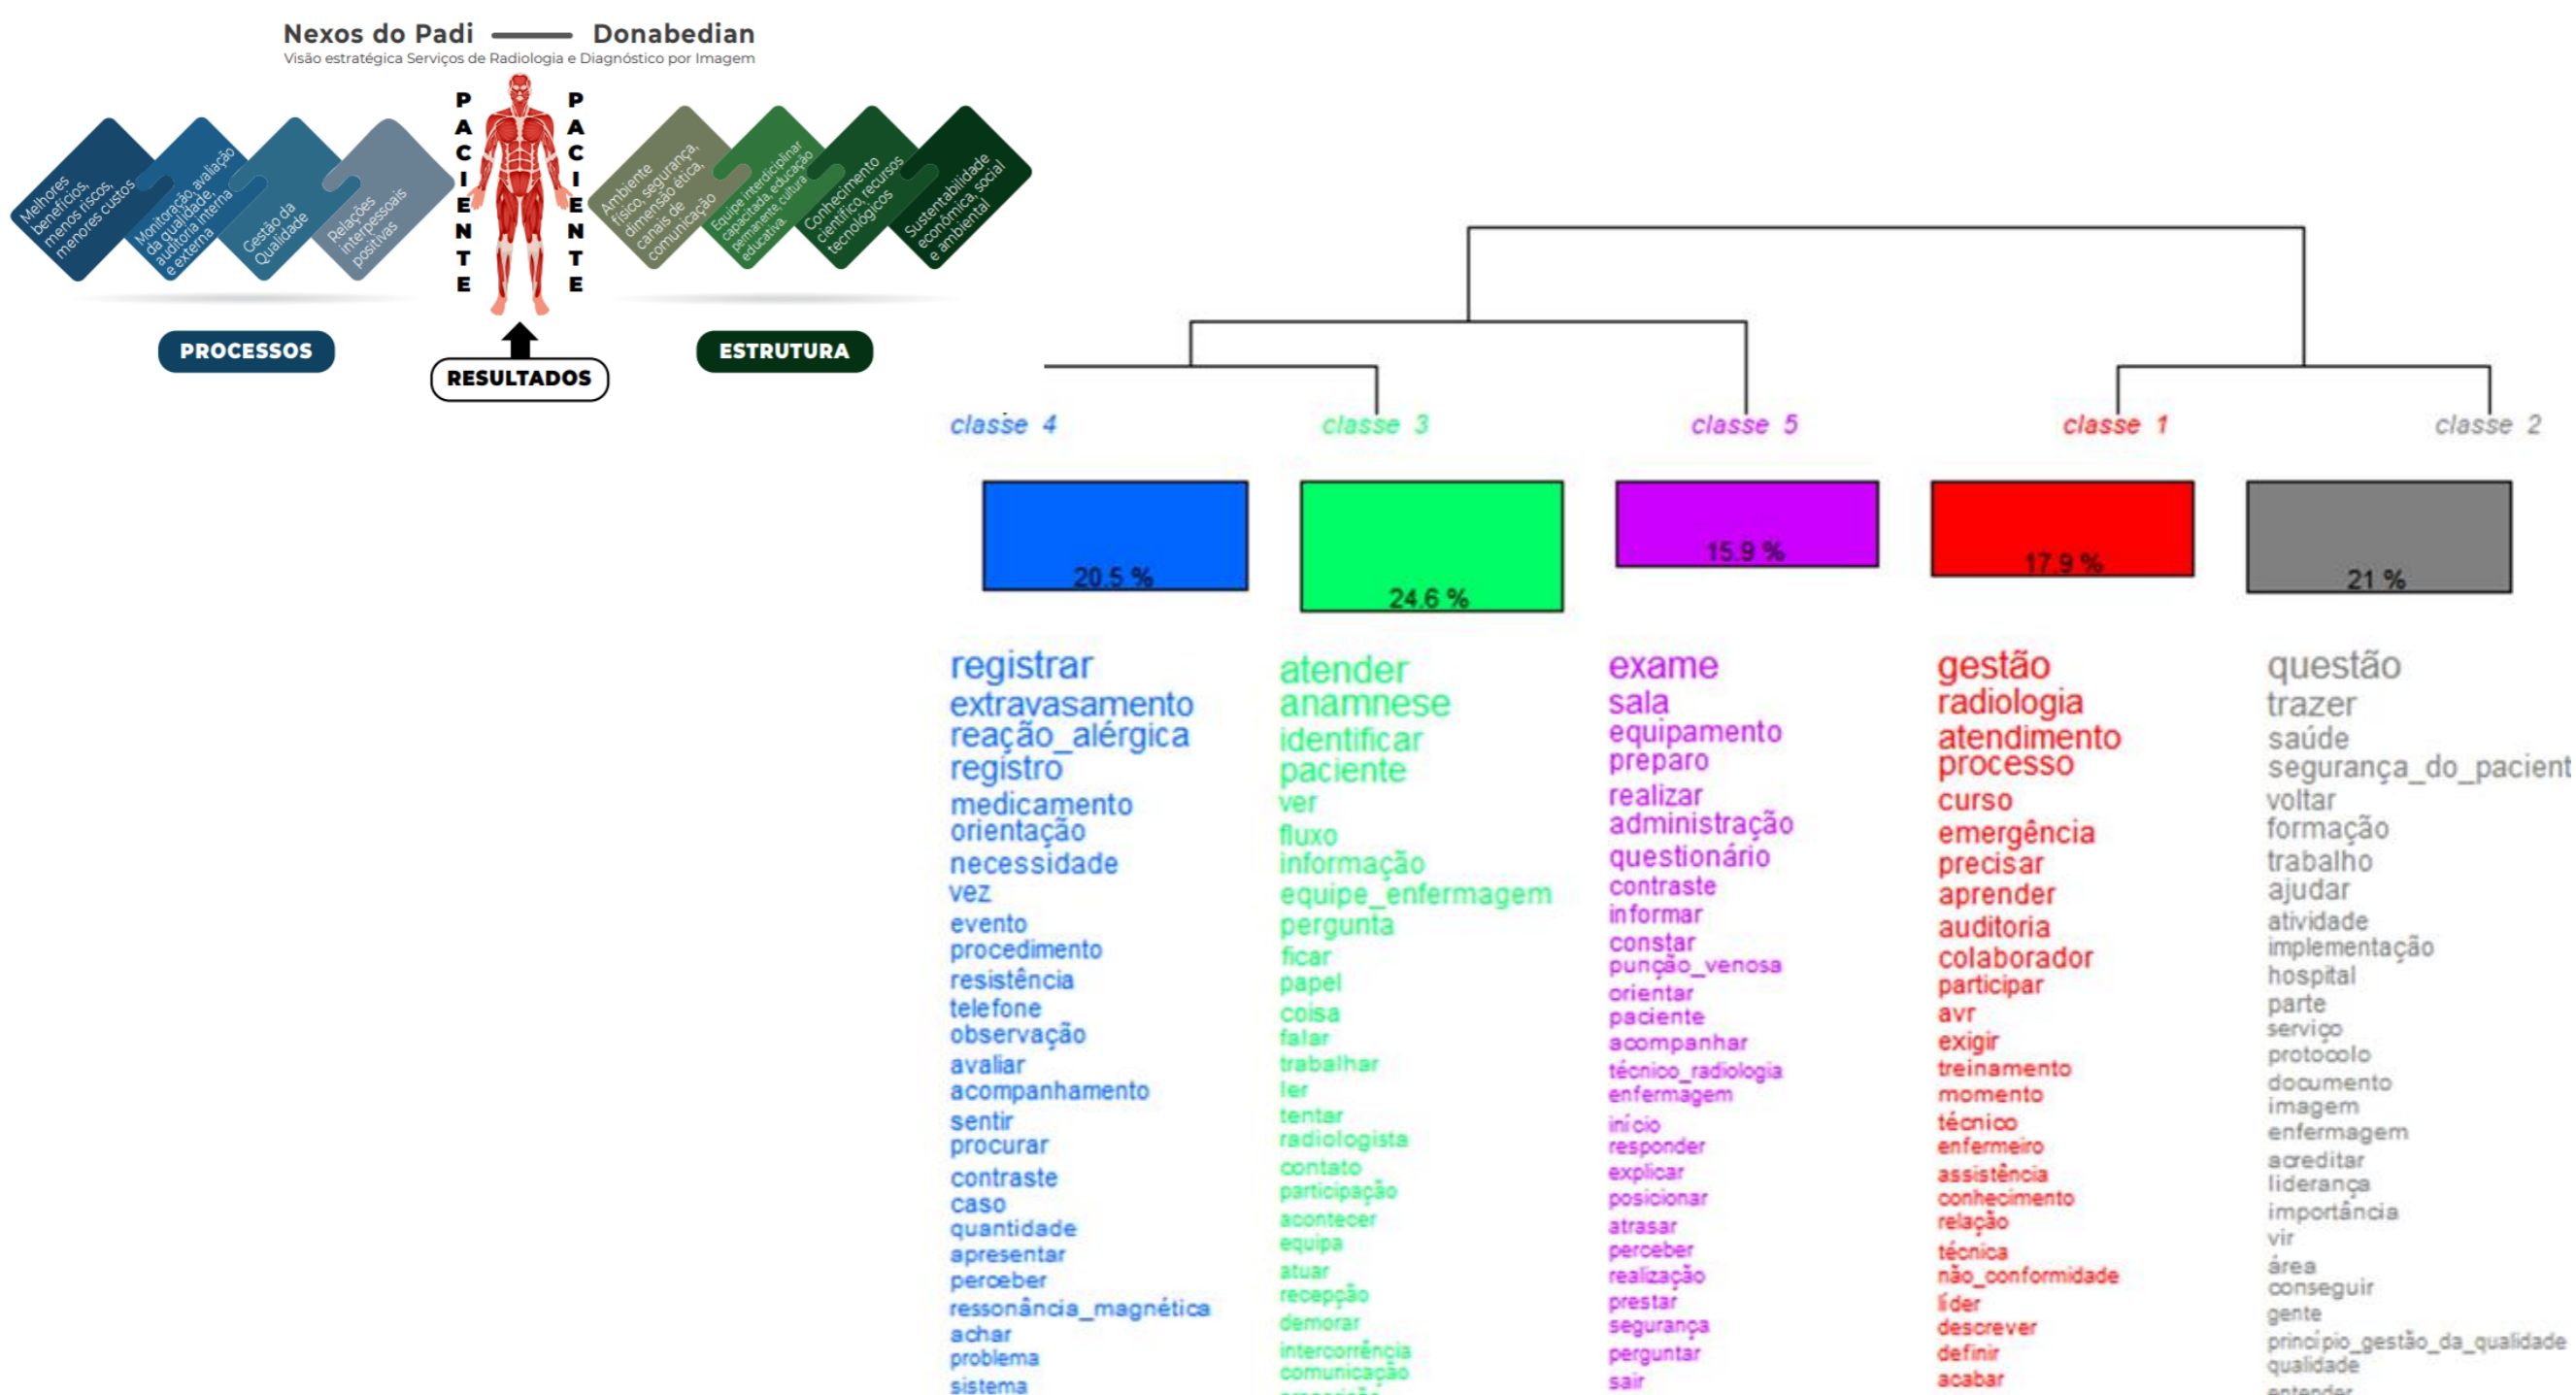 Nexos do Padi — Donabedian
Visão estratégica Serviços de Radiologia e Diagnóstico por Imagem
Melhores
benefícios,
menos riscos,
menores custos
Monitoração, avaliação
da qualidade,
auditoria interna
e externa
Gestão da
Qualidade
Relações
interpessoais
positivas
PACIENTE
PACIENTE
Ambiente
físico, segurança,
dimensão ética,
canais de
comunicação
Equipe interdisciplinar
capacitada, educação
permanente, cultura
educativa.
Conhecimento
científico, recursos
tecnológicos
Sustentabilidade
econômica, social
e ambiental
PROCESSOS
RESULTADOS
ESTRUTURA
classe 4
20.5 %
registrar
extravasamento
reação_alérgica
registro
medicamento
orientação
necessidade
vez
evento
procedimento
resistência
telefone
observação
avaliar
acompanhamento
sentir
procurar
contraste
caso
quantidade
apresentar
perceber
ressonância_magnética
achar
problema
sistema
classe 3
24.6 %
atender
anamnese
identificar
paciente
ver
fluxo
informação
equipe_enfermagem
pergunta
ficar
papel
coisa
falar
trabalhar
ler
tentar
radiologista
contato
participação
acontecer
equipa
atuar
recepção
demorar
intercorrência
comunicação
classe 5
15.9 %
exame
sala
equipamento
preparo
realizar
administração
questionário
contraste
informar
constar
punção_venosa
orientar
paciente
acompanhar
técnico_radiologia
enfermagem
início
responder
explicar
posicionar
atrasar
perceber
realização
prestar
segurança
perguntar
sair
classe 1
17.9 %
gestão
radiologia
atendimento
processo
curso
emergência
precisar
aprender
auditoria
colaborador
participar
avr
exigir
treinamento
momento
técnico
enfermeiro
assistência
conhecimento
relação
técnica
não_conformidade
líder
descrever
definir
acabar
classe 2
21 %
questão
trazer
saúde
segurança_do_pacient
voltar
formação
trabalho
ajudar
atividade
implementação
hospital
parte
serviço
protocolo
documento
imagem
enfermagem
acreditar
liderança
importância
vir
área
conseguir
gente
princípio_gestão_da_qualidade
qualidade
entender